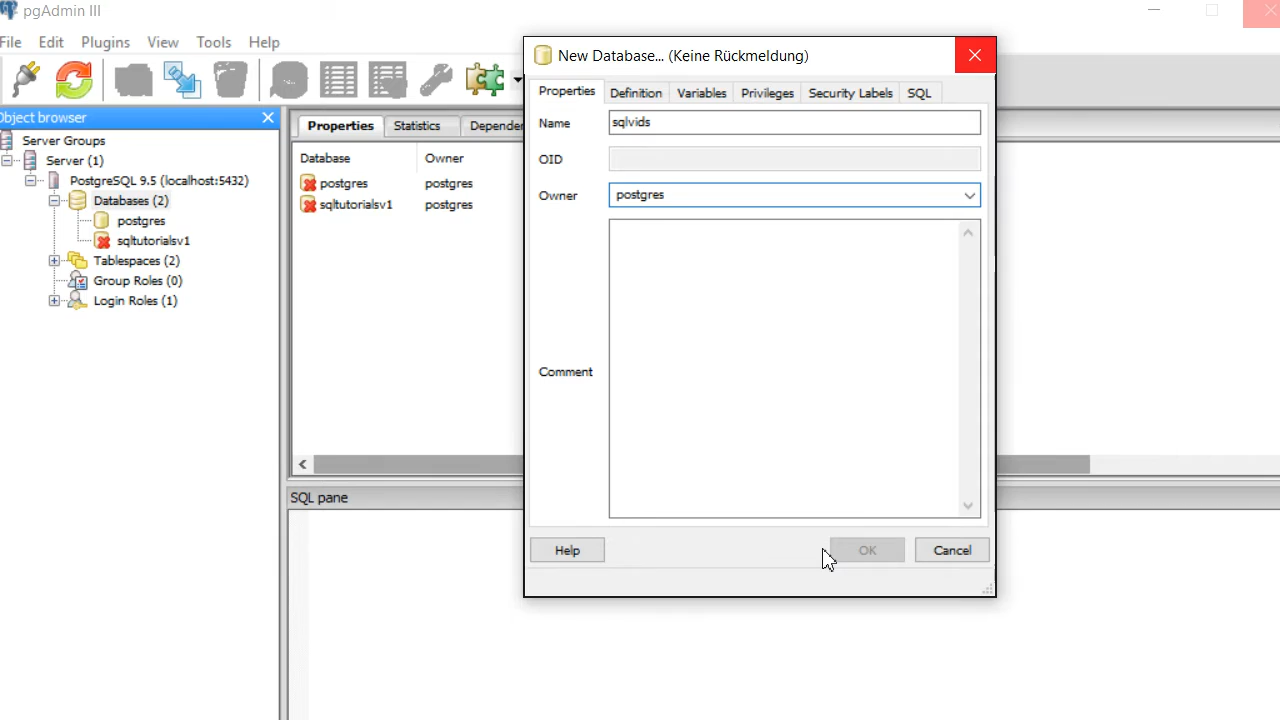 pgAdmin III
File Edit Plugins View Tools Help
Object browser
Server Groups
Server (1)
PostgreSQL 9.5 (localhost:5432)
Databases (2)
postgres
sqltutorialsv1
Tablespaces (2)
Group Roles (0)
Login Roles (1)
Properties Statistics Depender
Database Owner
postgres postgres
sqltutorialsv1 postgres
SQL pane
New Database... (Keine Rückmeldung)
Properties Definition Variables Privileges Security Labels SQL
Name sqlvids
OID
Owner postgres
Comment
Help OK Cancel